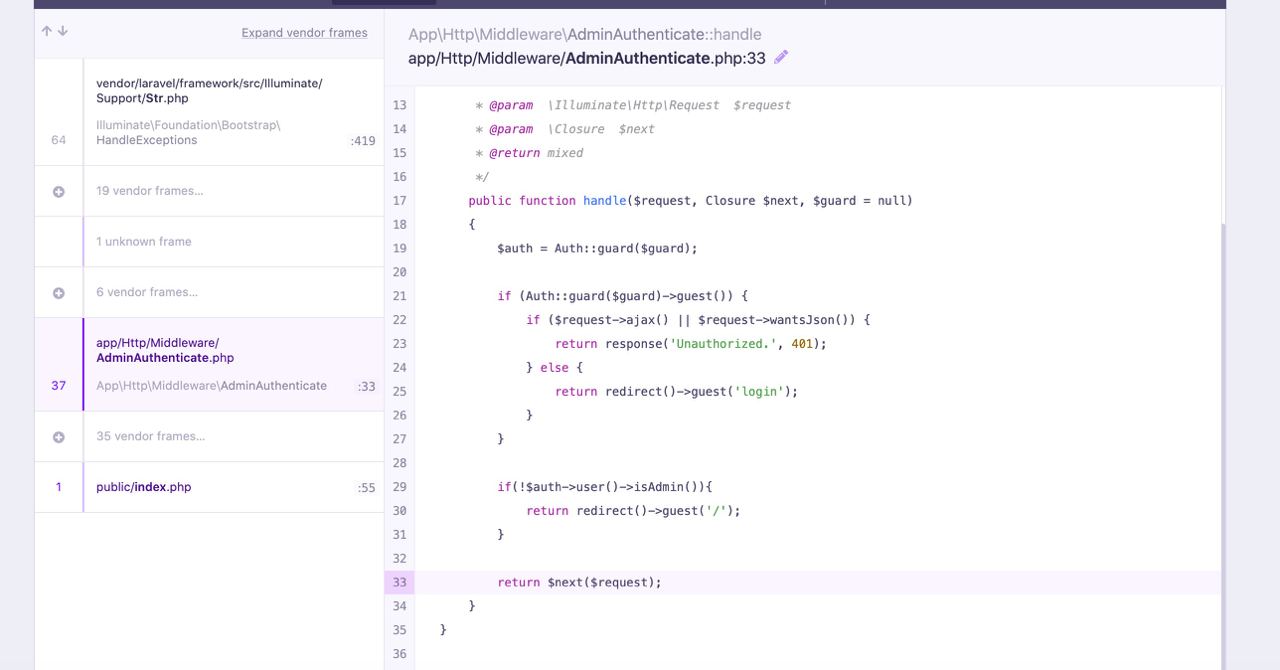 Expand vendor frames
vendor/laravel/framework/src/Illuminate/
Support/Str.php
Illuminate\Foundation\Bootstrap\
64 HandleExceptions :419
19 vendor frames...
1 unknown frame
6 vendor frames...
app/Http/Middleware/
AdminAuthenticate.php
37 App\Http\Middleware\AdminAuthenticate :33
35 vendor frames...
1 public/index.php :55
App\Http\Middleware\AdminAuthenticate::handle
app/Http/Middleware/AdminAuthenticate.php:33
13 * @param  \Illuminate\Http\Request  $request
14 * @param  \Closure  $next
15 * @return mixed
16 */
17 public function handle($request, Closure $next, $guard = null)
18 {
19 $auth = Auth::guard($guard);
20
21 if (Auth::guard($guard)->guest()) {
22 if ($request->ajax() || $request->wantsJson()) {
23 return response('Unauthorized.', 401);
24 } else {
25 return redirect()->guest('login');
26 }
27 }
28
29 if(!$auth->user()->isAdmin()){
30 return redirect()->guest('/');
31 }
32
33 return $next($request);
34 }
35 }
36